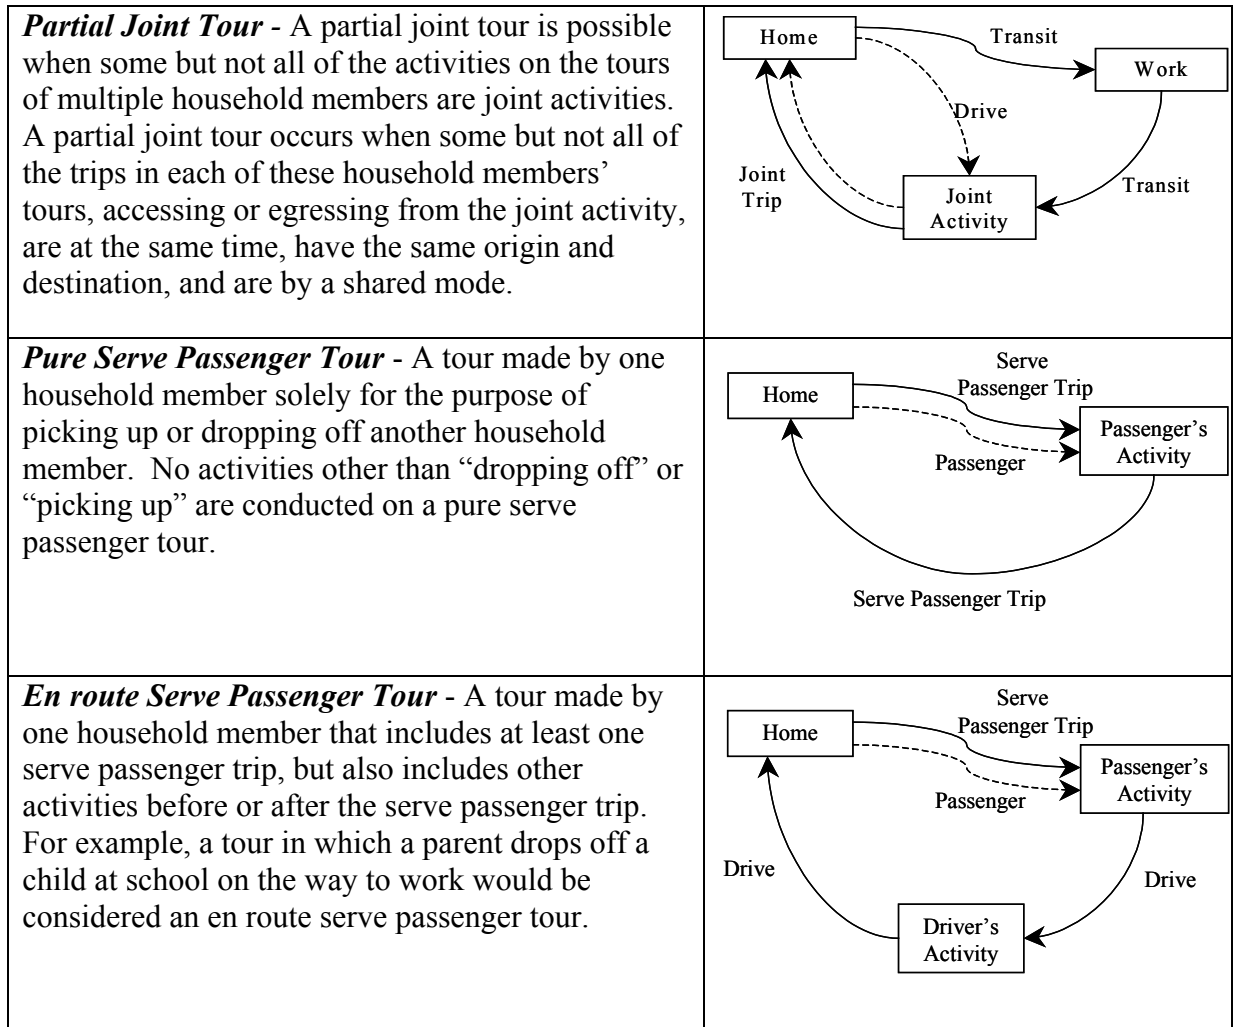 Partial Joint Tour - A partial joint tour is possible
when some but not all of the activities on the tours
of multiple household members are joint activities.
A partial joint tour occurs when some but not all of
the trips in each of these household members’
tours, accessing or egressing from the joint activity,
are at the same time, have the same origin and
destination, and are by a shared mode.
Home
Transit
Work
Drive
Joint
Trip
Joint
Activity
Transit
Pure Serve Passenger Tour - A tour made by one
household member solely for the purpose of
picking up or dropping off another household
member. No activities other than “dropping off” or
“picking up” are conducted on a pure serve
passenger tour.
Serve
Passenger Trip
Home
Passenger's
Activity
Passenger
Serve Passenger Trip
En route Serve Passenger Tour - A tour made by
one household member that includes at least one
serve passenger trip, but also includes other
activities before or after the serve passenger trip.
For example, a tour in which a parent drops off a
child at school on the way to work would be
considered an en route serve passenger tour.
Serve
Passenger Trip
Home
Passenger's
Activity
Passenger
Drive
Drive
Driver's
Activity